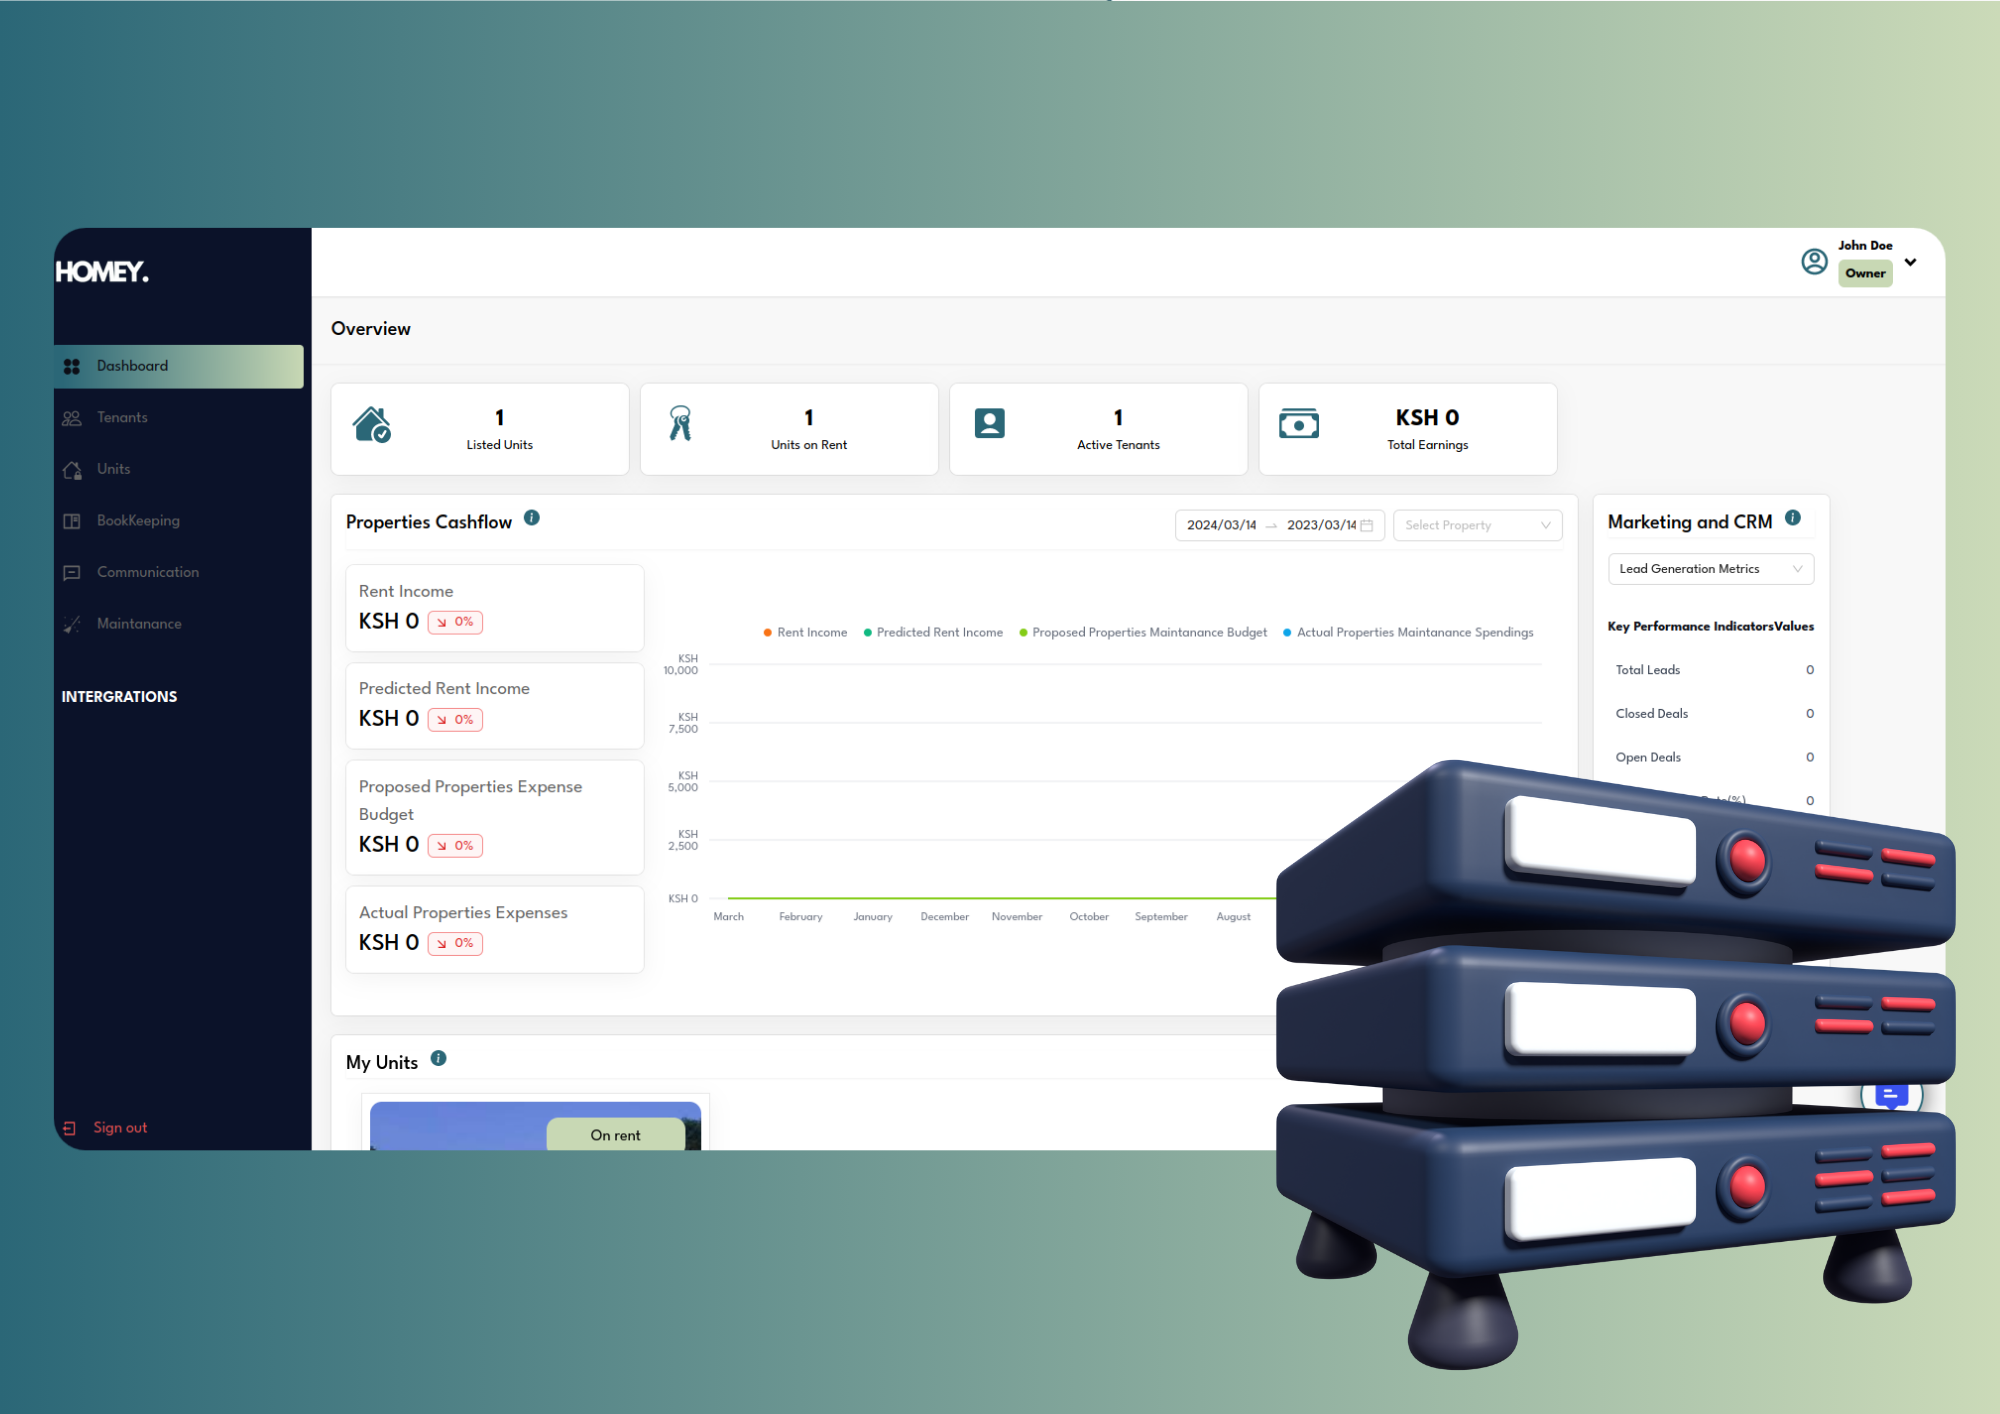 HOMEY.
John Doe
Owner
Dashboard
Tenants
Units
BookKeeping
Communication
Maintanance
INTERGRATIONS
Sign out
Overview
1
Listed Units
1
Units on Rent
1
Active Tenants
KSH 0
Total Earnings
Properties Cashflow
2024/03/14
2023/03/14
Select Property
Rent Income
KSH 0
0%
Predicted Rent Income
KSH 0
0%
Proposed Properties Expense
Budget
KSH 0
0%
Actual Properties Expenses
KSH 0
0%
Rent Income
Predicted Rent Income
Proposed Properties Maintanance Budget
Actual Properties Maintanance Spendings
KSH
10,000
KSH
7,500
KSH
5,000
KSH
2,500
KSH 0
March
February
January
December
November
October
September
August
Marketing and CRM
Lead Generation Metrics
Key Performance Indicators Values
Total Leads 0
Closed Deals 0
Open Deals 0
0
My Units
On rent